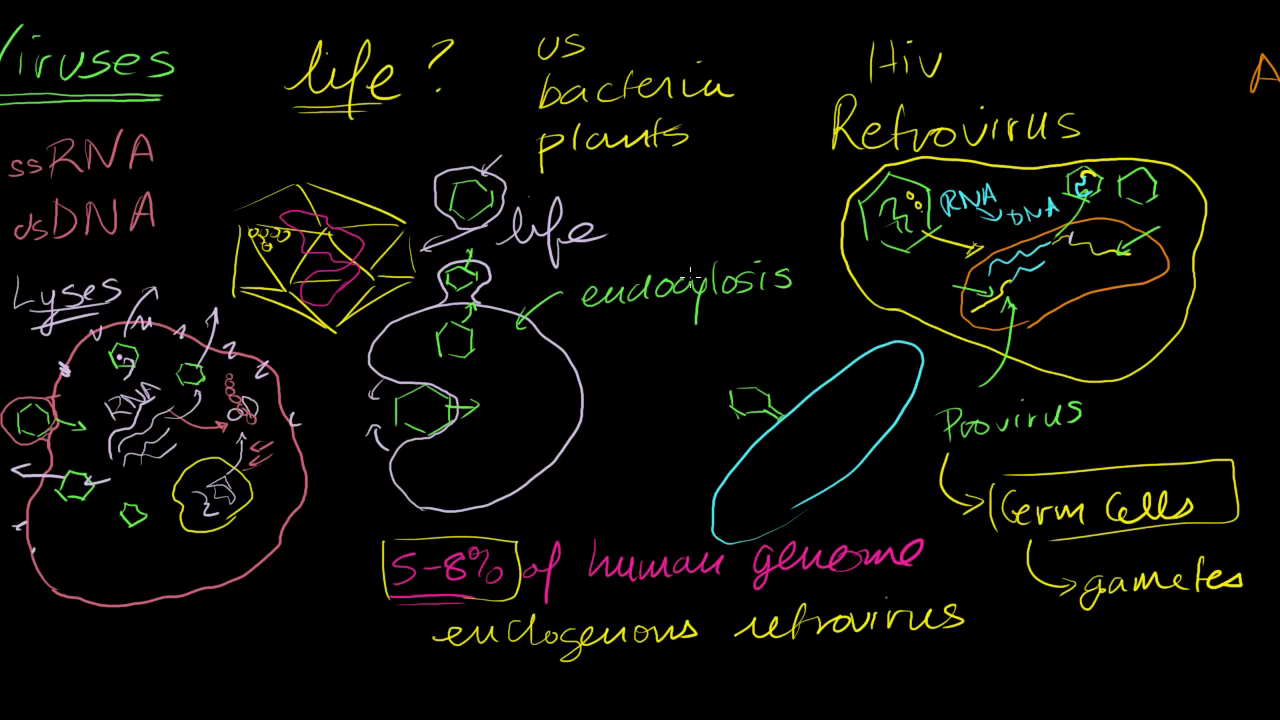 Viruses
ssRNA
dsDNA
Lyses
RNA
life?
us
bacteria
plants
life
endocytosis
5-8% of human genome
endogenous retrovirus
HIV
Retrovirus
RNA
DNA
Provirus
Germ Cells
gametes
A